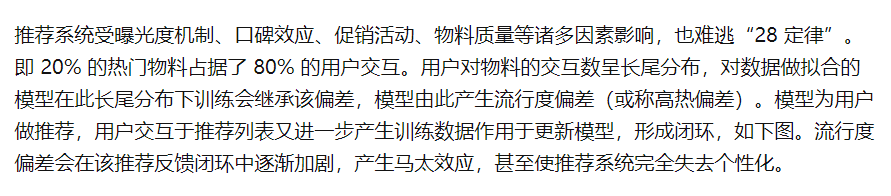 推荐系统受曝光度机制、口碑效应、促销活动、物料质量等诸多因素影响，也难逃“28 定律”。
即 20% 的热门物料占据了 80% 的用户交互。用户对物料的交互数呈长尾分布，对数据做拟合的
模型在此长尾分布下训练会继承该偏差，模型由此产生流行度偏差（或称高热偏差）。模型为用户
做推荐，用户交互于推荐列表又进一步产生训练数据作用于更新模型，形成闭环，如下图。流行度
偏差会在该推荐反馈闭环中逐渐加剧，产生马太效应，甚至使推荐系统完全失去个性化。